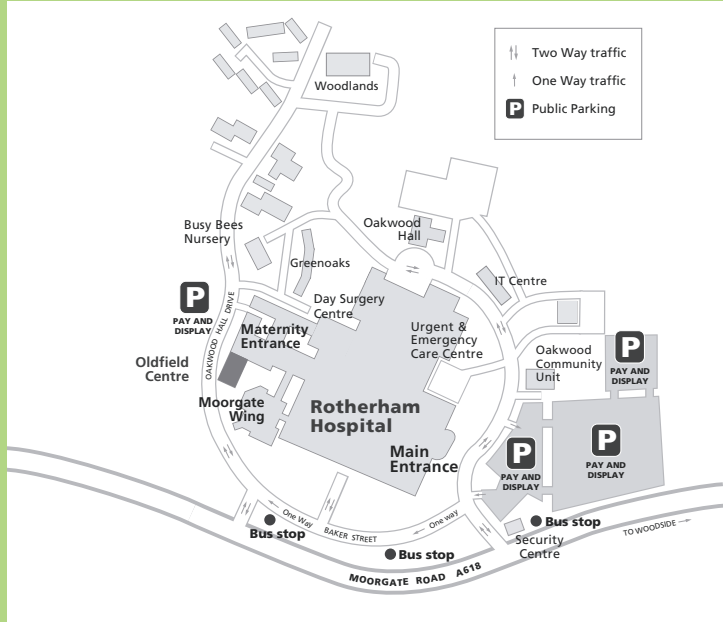 Two Way traffic
One Way traffic
P Public Parking
Woodlands
Busy Bees
Nursery
Oakwood
Hall
Greenoaks
IT Centre
P
PAY AND
DISPLAY
OAKWOOD HALL DRIVE
Day Surgery
Centre
Maternity
Entrance
Urgent &
Emergency
Care Centre
Oakwood
Community
Unit
P
PAY AND
DISPLAY
Oldfield
Centre
Moorgate
Wing
Rotherham
Hospital
Main
Entrance
P
PAY AND
DISPLAY
P
PAY AND
DISPLAY
One Way
BAKER STREET
One way
Bus stop
Bus stop
Bus stop
Security
Centre
TO WOODSIDE
MOORGATE ROAD A618